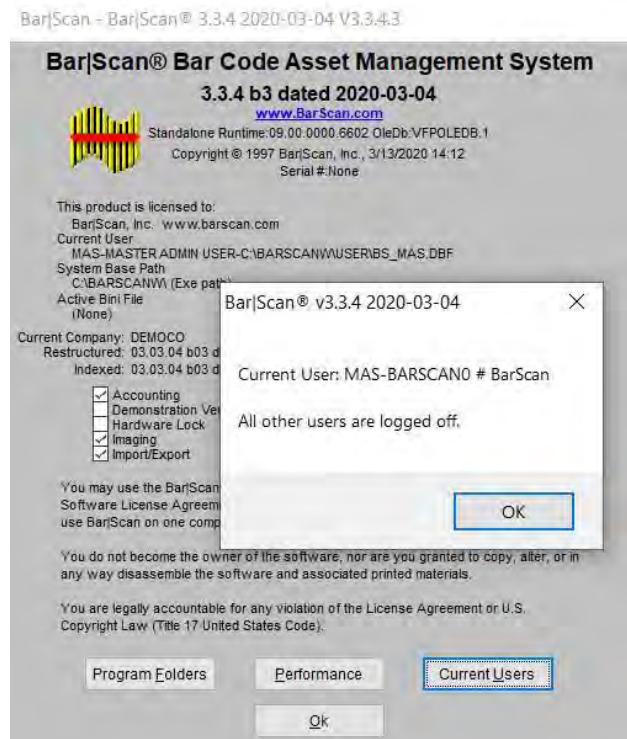 Bar|Scan - Bar|Scan® 3.3.4 2020-03-04 V3.3.4.3
Bar|Scan® Bar Code Asset Management System
3.3.4 b3 dated 2020-03-04
www.BarScan.com
Standalone Runtime:09.00.0000.6602 OleDb:VFPOLEDB.1
Copyright © 1997 Bar|Scan, Inc., 3/13/2020 14:12
Serial #:None
This product is licensed to:
Bar|Scan, Inc. www.barscan.com
Current User
MAS-MASTER ADMIN USER-C:\BARSCANW\USER\BS_MAS.DBF
System Base Path
C:\BARSCANW\ (Exe path)
Active Bini File
(None)
Current Company: DEMOCO
Restructured: 03.03.04 b03 d
Indexed: 03.03.04 b03 d
Accounting
Demonstration Ve
Hardware Lock
Imaging
Import/Export
Bar|Scan® v3.3.4 2020-03-04
Current User: MAS-BARSCAN0 # BarScan
All other users are logged off.
OK
You may use the Bar|Scan
Software License Agreem
use Bar|Scan on one comp
You do not become the owner of the software, nor are you granted to copy, alter, or in
any way disassemble the software and associated printed materials.
You are legally accountable for any violation of the License Agreement or U.S.
Copyright Law (Title 17 United States Code).
Program Folders
Performance
Current Users
Ok